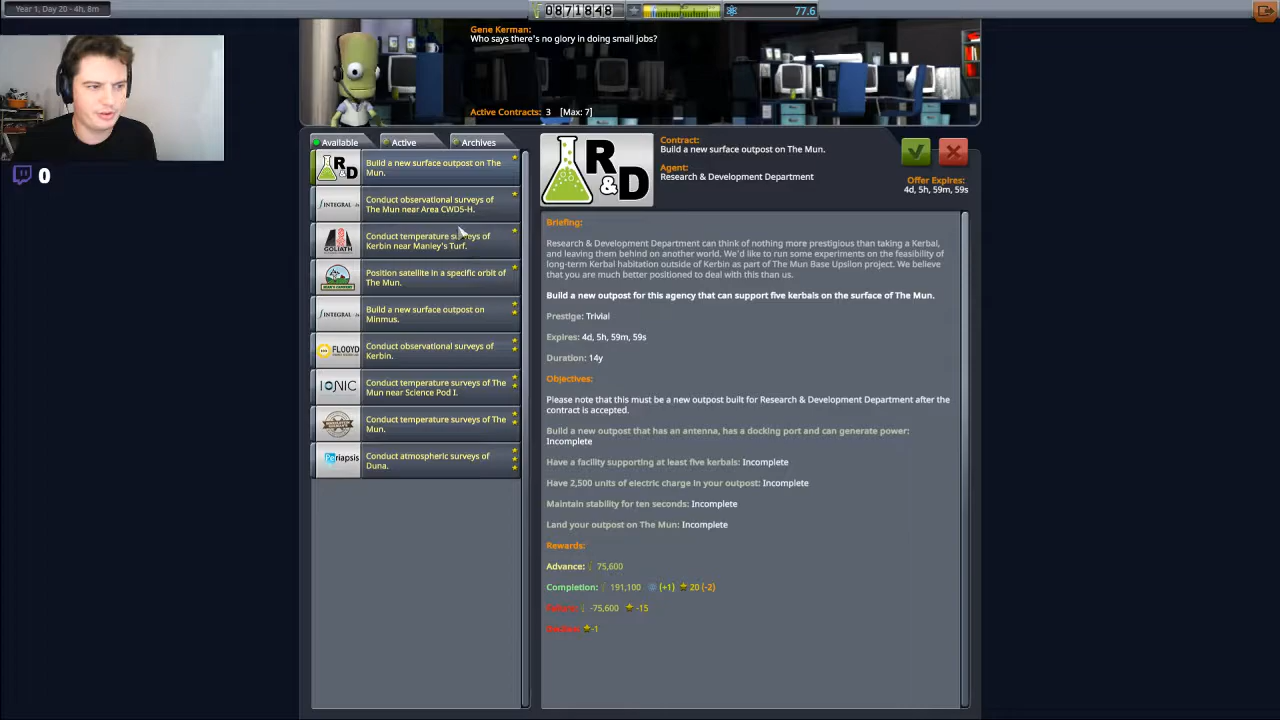 Year 1, Day 20 - 4h, 8m
0871848
77.6
Gene Kerman:
Who says there's no glory in doing small jobs?
Active Contracts: 3 [Max: 7]
Available
Active
Archives
0
R&D
Build a new surface outpost on The
Mun.
INTEGRAL
Conduct observational surveys of
The Mun near Area CWD5-H.
GOLIATH
Conduct temperature surveys of
Kerbin near Manley's Turf.
Position satellite in a specific orbit of
The Mun.
INTEGRAL
Build a new surface outpost on
Minmus.
FLOOYD
Conduct observational surveys of
Kerbin.
IONIC
Conduct temperature surveys of The
Mun near Science Pod I.
Conduct temperature surveys of The
Mun.
Periapsis
Conduct atmospheric surveys of
Duna.
R&D
Contract:
Build a new surface outpost on The Mun.
Agent:
Research & Development Department
Offer Expires:
4d, 5h, 59m, 59s
Briefing:
Research & Development Department can think of nothing more prestigious than taking a Kerbal,
and leaving them behind on another world. We'd like to run some experiments on the feasibility of
long-term Kerbal habitation outside of Kerbin as part of The Mun Base Upsilon project. We believe
that you are much better positioned to deal with this than us.
Build a new outpost for this agency that can support five kerbals on the surface of The Mun.
Prestige: Trivial
Expires: 4d, 5h, 59m, 59s
Duration: 14y
Objectives:
Please note that this must be a new outpost built for Research & Development Department after the
contract is accepted.
Build a new outpost that has an antenna, has a docking port and can generate power:
Incomplete
Have a facility supporting at least five kerbals: Incomplete
Have 2,500 units of electric charge in your outpost: Incomplete
Maintain stability for ten seconds: Incomplete
Land your outpost on The Mun: Incomplete
Rewards:
Advance: 75,600
Completion: 191,100 (+1) 20 (-2)
-75,600 -15
-1